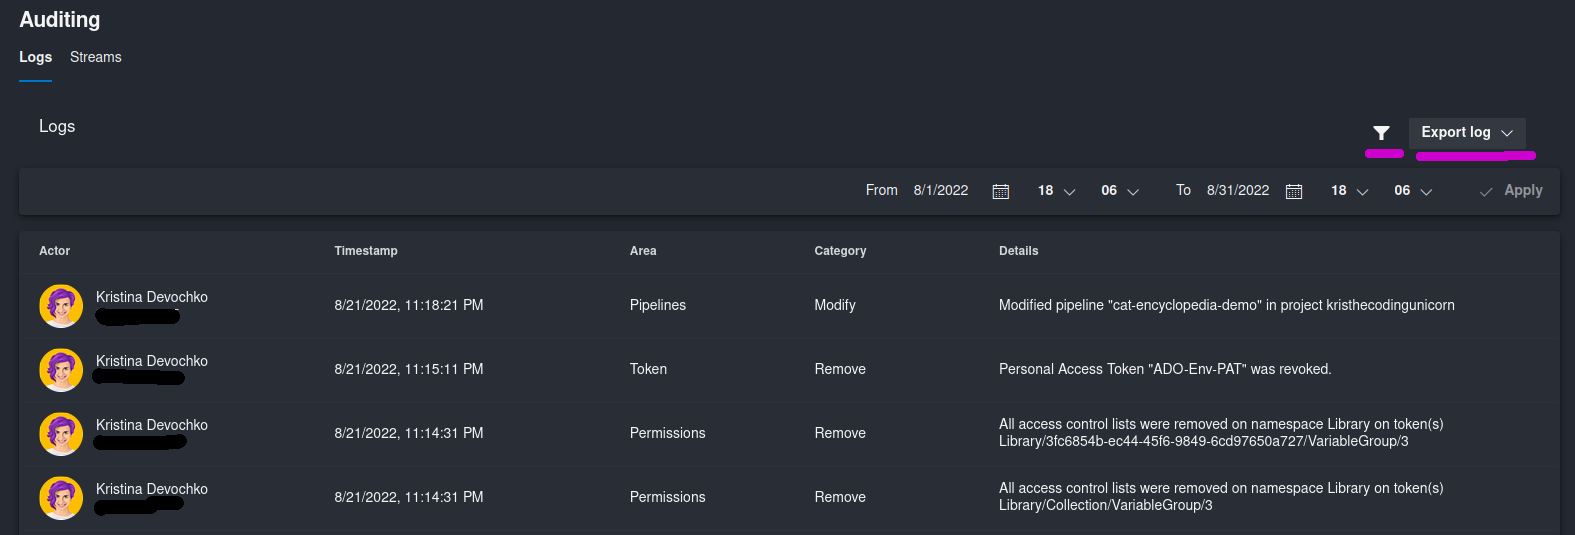 Auditing
Logs Streams
Logs
Export log
From 8/1/2022 18 06 To 8/31/2022 18 06 Apply
Actor Timestamp Area Category Details
Kristina Devochko
8/21/2022, 11:18:21 PM Pipelines Modify Modified pipeline "cat-encyclopedia-demo" in project kristhecodingunicorn
Kristina Devochko
8/21/2022, 11:15:11 PM Token Remove Personal Access Token "ADO-Env-PAT" was revoked.
Kristina Devochko
8/21/2022, 11:14:31 PM Permissions Remove All access control lists were removed on namespace Library on token(s)
Library/3fc6854b-ec44-45f6-9849-6cd97650a727/VariableGroup/3
Kristina Devochko
8/21/2022, 11:14:31 PM Permissions Remove All access control lists were removed on namespace Library on token(s)
Library/Collection/VariableGroup/3